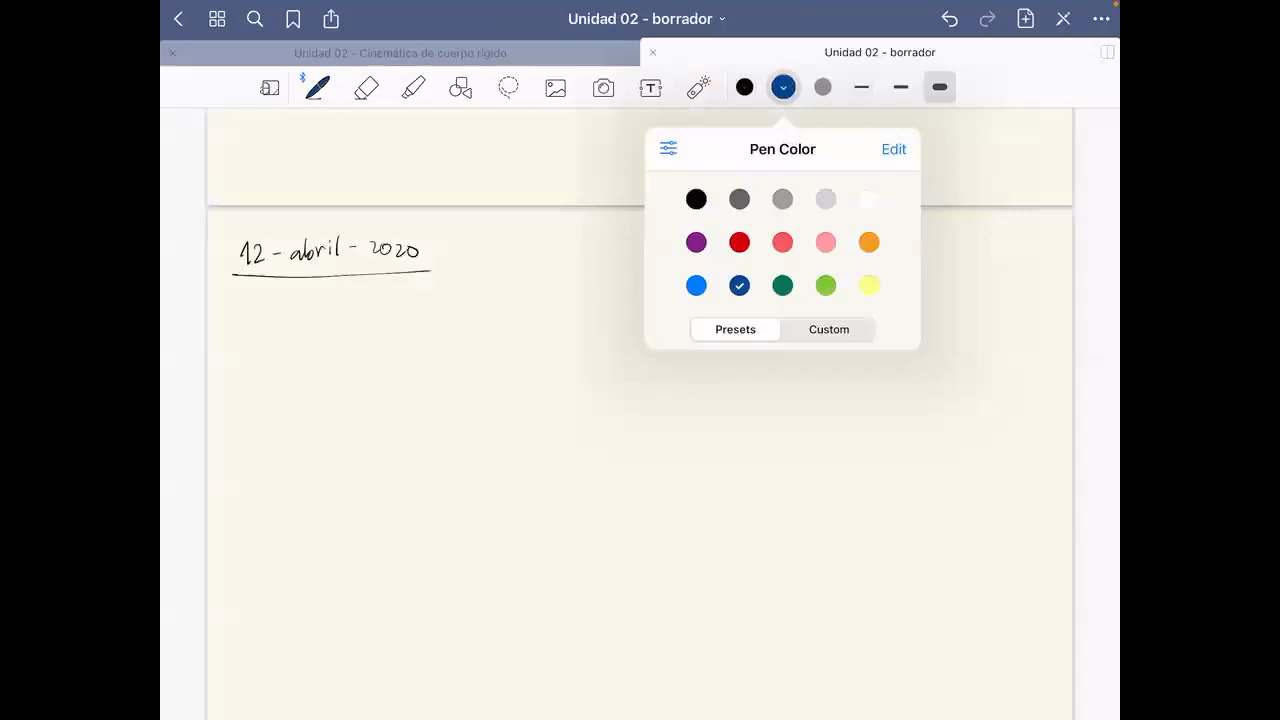 Unidad 02 - borrador
Unidad 02 - Cinemática de cuerpo rígido
Unidad 02 - borrador
T
Pen Color
Edit
12 - abril - 2020
Presets
Custom